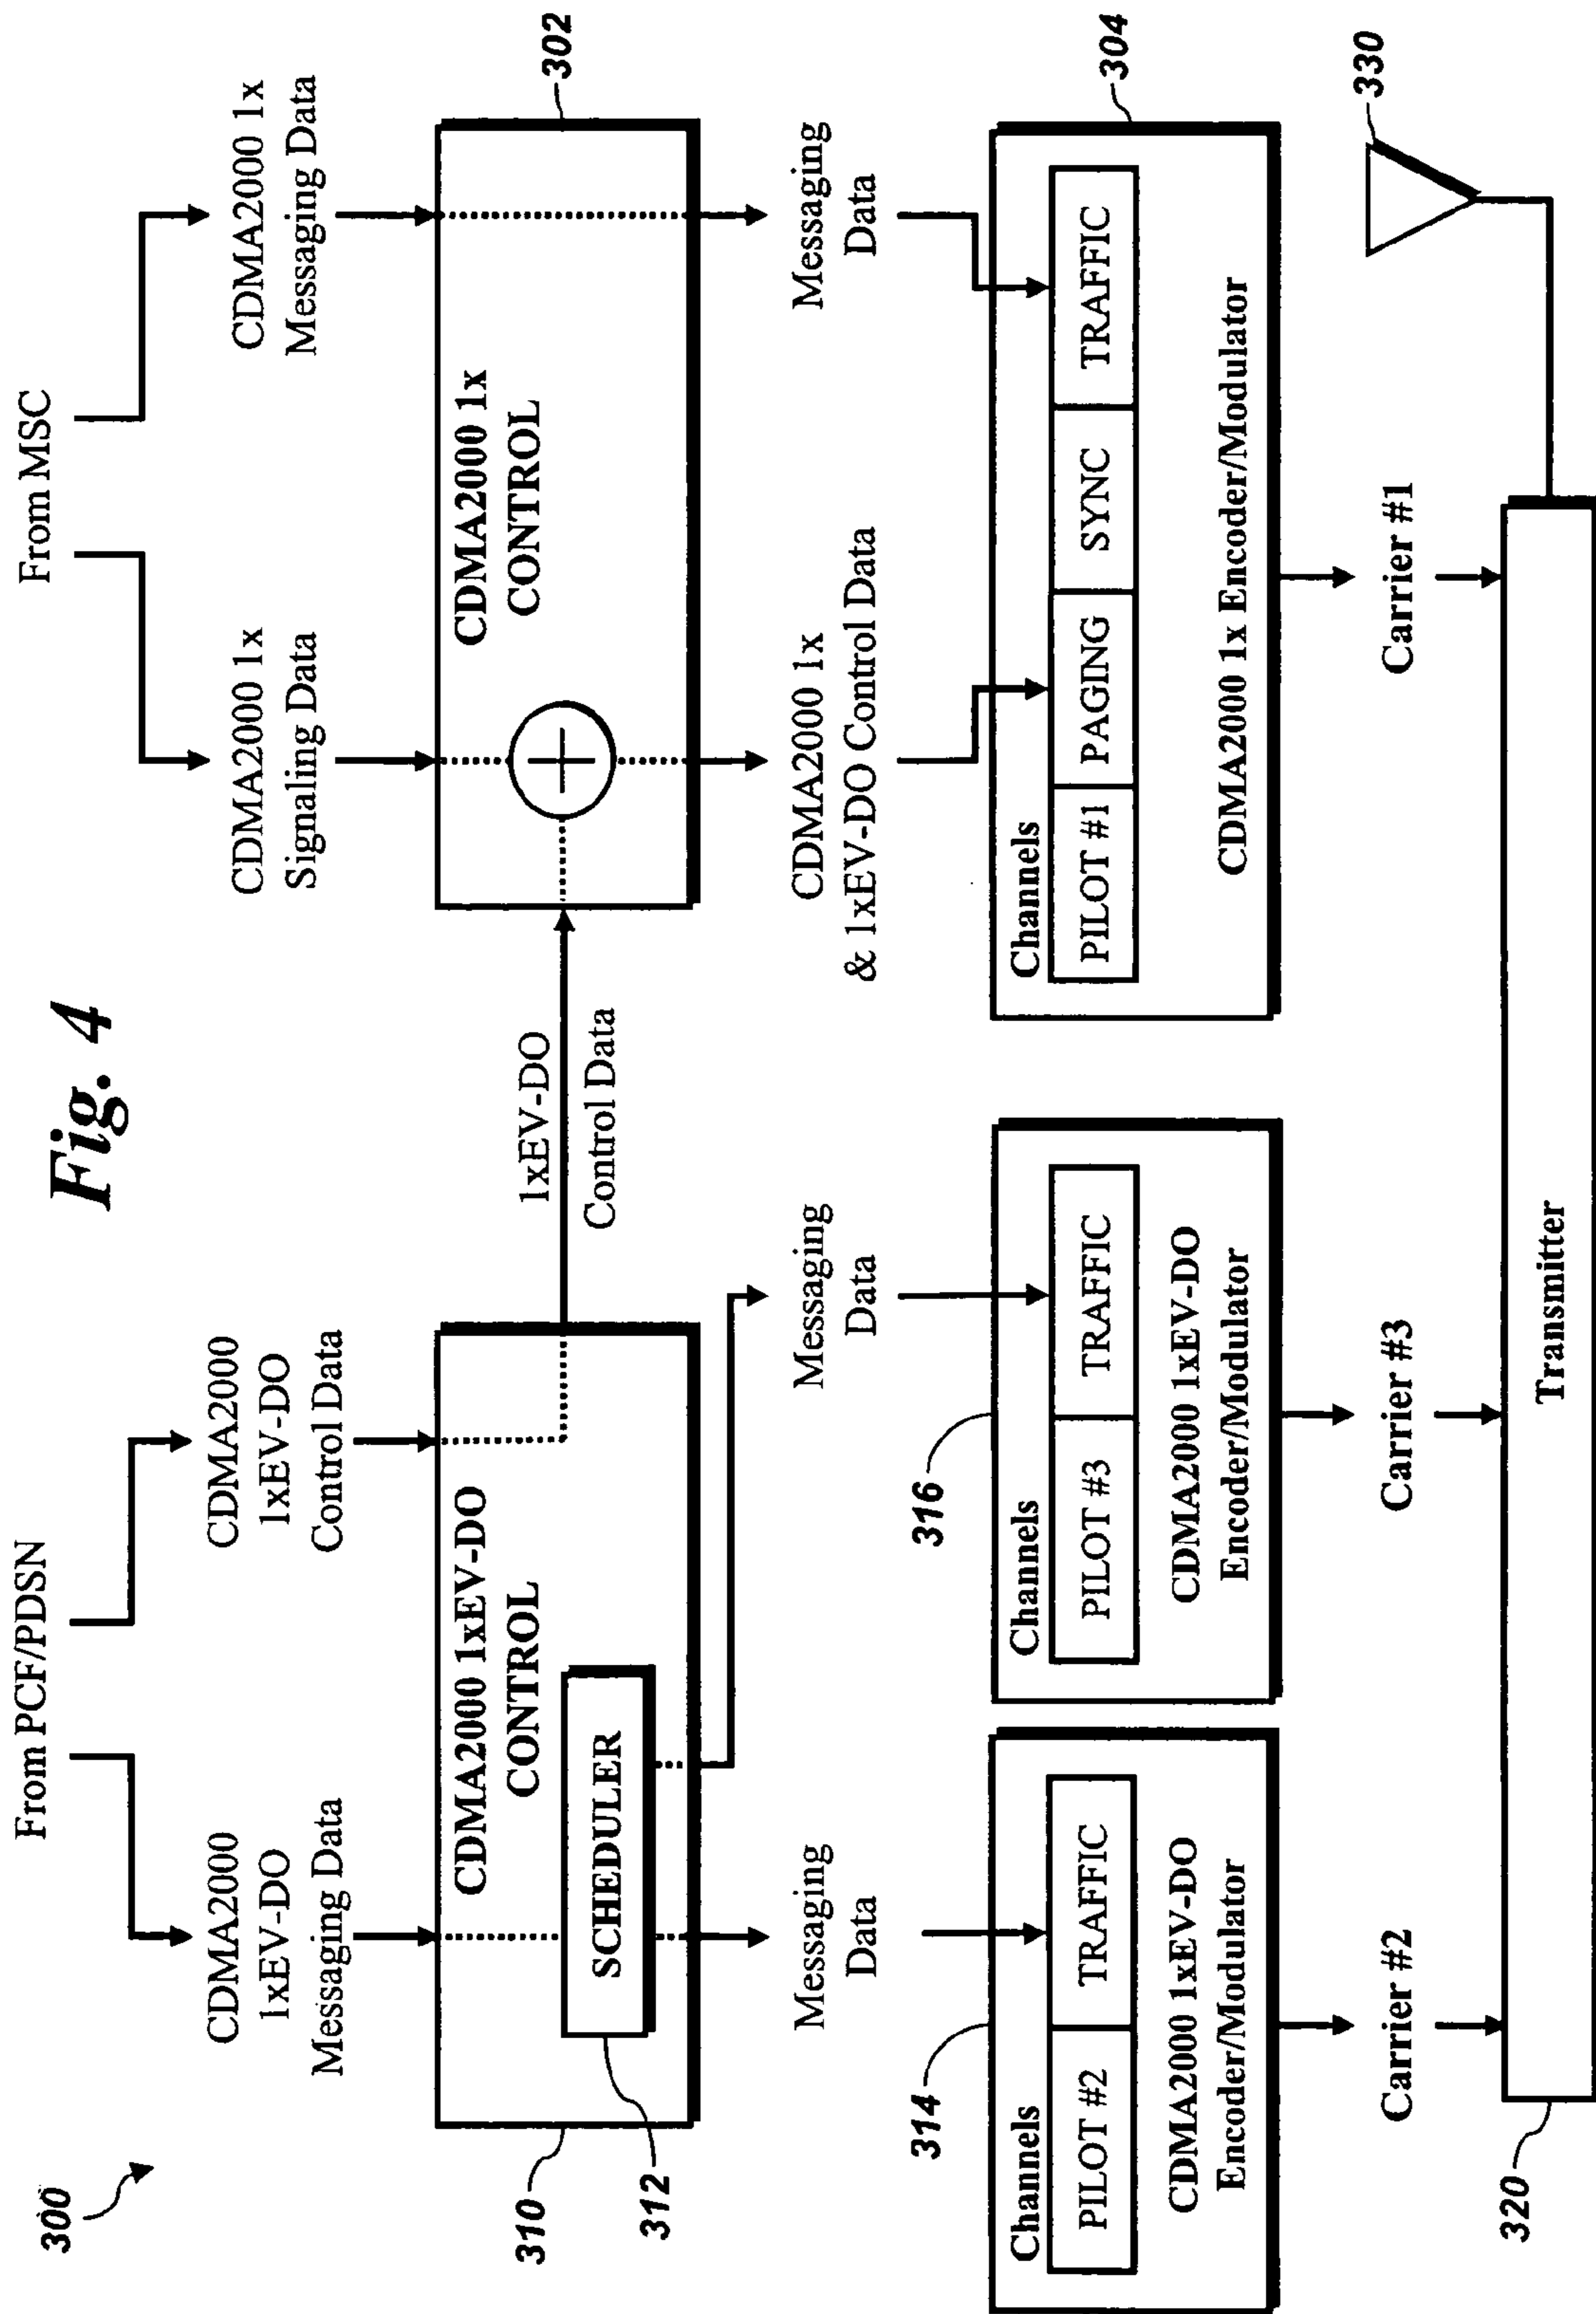 Fig. 4
300
From PCF/PDSN
From MSC
CDMA2000
1xEV-DO
Messaging Data
CDMA2000
1xEV-DO
Control Data
CDMA2000 1x
Signaling Data
CDMA2000 1x
Messaging Data
310
CDMA2000 1xEV-DO
CONTROL
SCHEDULER
312
1xEV-DO
Control Data
CDMA2000 1x
CONTROL
302
Messaging
Data
Messaging
Data
CDMA2000 1x
& 1xEV-DO Control Data
Messaging
Data
314
Channels
PILOT #2
TRAFFIC
CDMA2000 1xEV-DO
Encoder/Modulator
316
Channels
PILOT #3
TRAFFIC
CDMA2000 1xEV-DO
Encoder/Modulator
304
Channels
PILOT #1
PAGING
SYNC
TRAFFIC
CDMA2000 1x Encoder/Modulator
Carrier #2
Carrier #3
Carrier #1
330
320
Transmitter